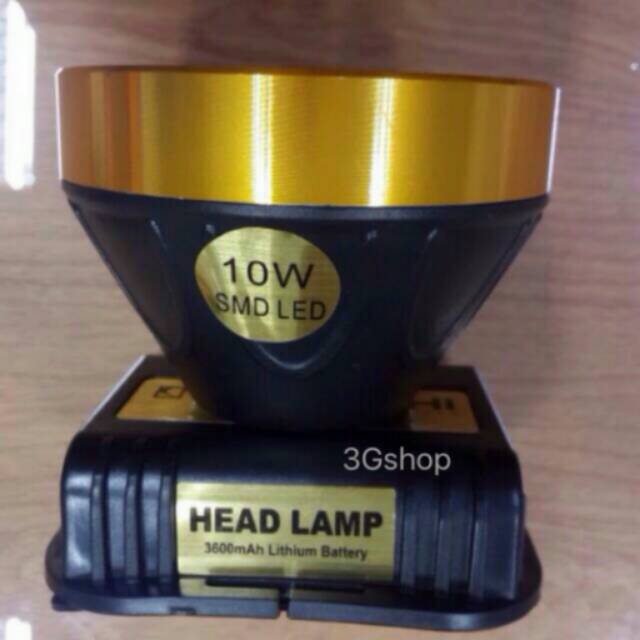 10W
SMD LED
3Gshop
HEAD LAMP
3600mAh Lithium Battery